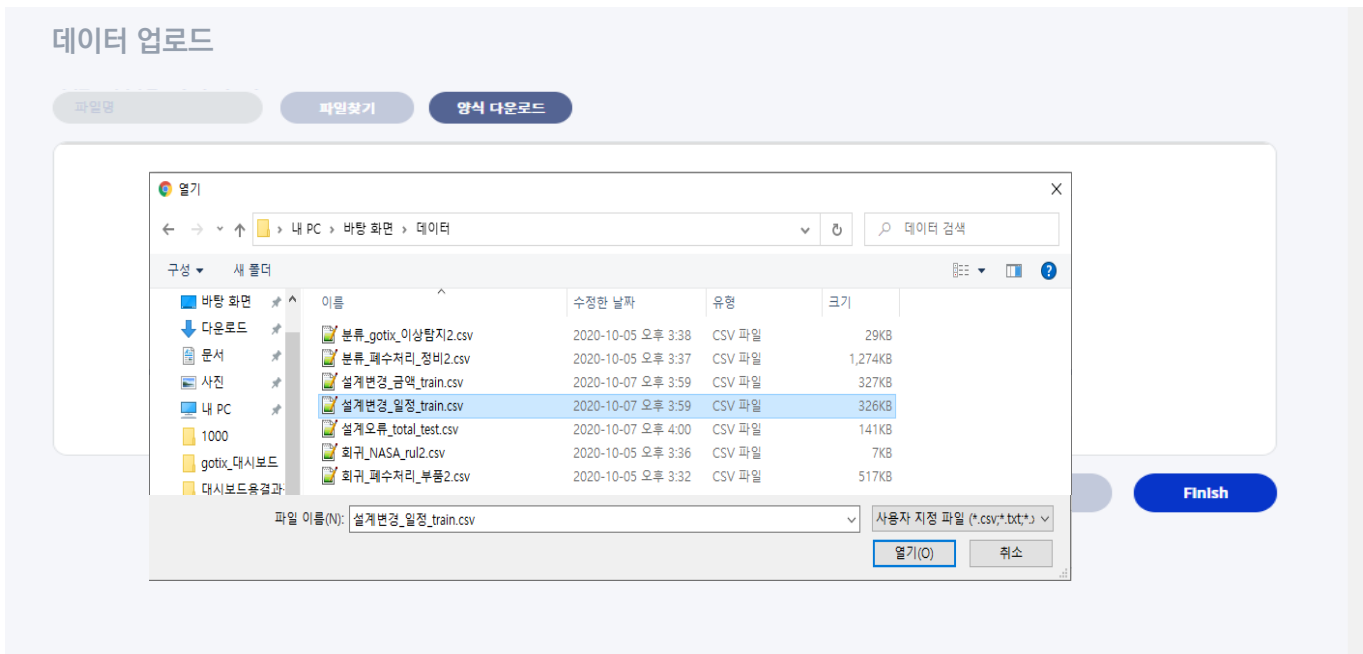 데이터 업로드
파일명 파일찾기 양식 다운로드
열기
내 PC › 바탕 화면 › 데이터 데이터 검색
구성 새 폴더
바탕 화면 이름 수정한 날짜 유형 크기
다운로드 분류_gotix_이상탐지2.csv 2020-10-05 오후 3:38 CSV 파일 29KB
문서 분류_폐수처리_정비2.csv 2020-10-05 오후 3:37 CSV 파일 1,274KB
사진 설계변경_금액_train.csv 2020-10-07 오후 3:59 CSV 파일 327KB
내 PC 설계변경_일정_train.csv 2020-10-07 오후 3:59 CSV 파일 326KB
1000 설계오류_total_test.csv 2020-10-07 오후 4:00 CSV 파일 141KB
gotix_대시보드 회귀_NASA_rul2.csv 2020-10-05 오후 3:36 CSV 파일 7KB
대시보드용결과 회귀_폐수처리_부품2.csv 2020-10-05 오후 3:32 CSV 파일 517KB
Finish
파일 이름(N): 설계변경_일정_train.csv 사용자 지정 파일 (*.csv;*.txt;*.
열기(O) 취소